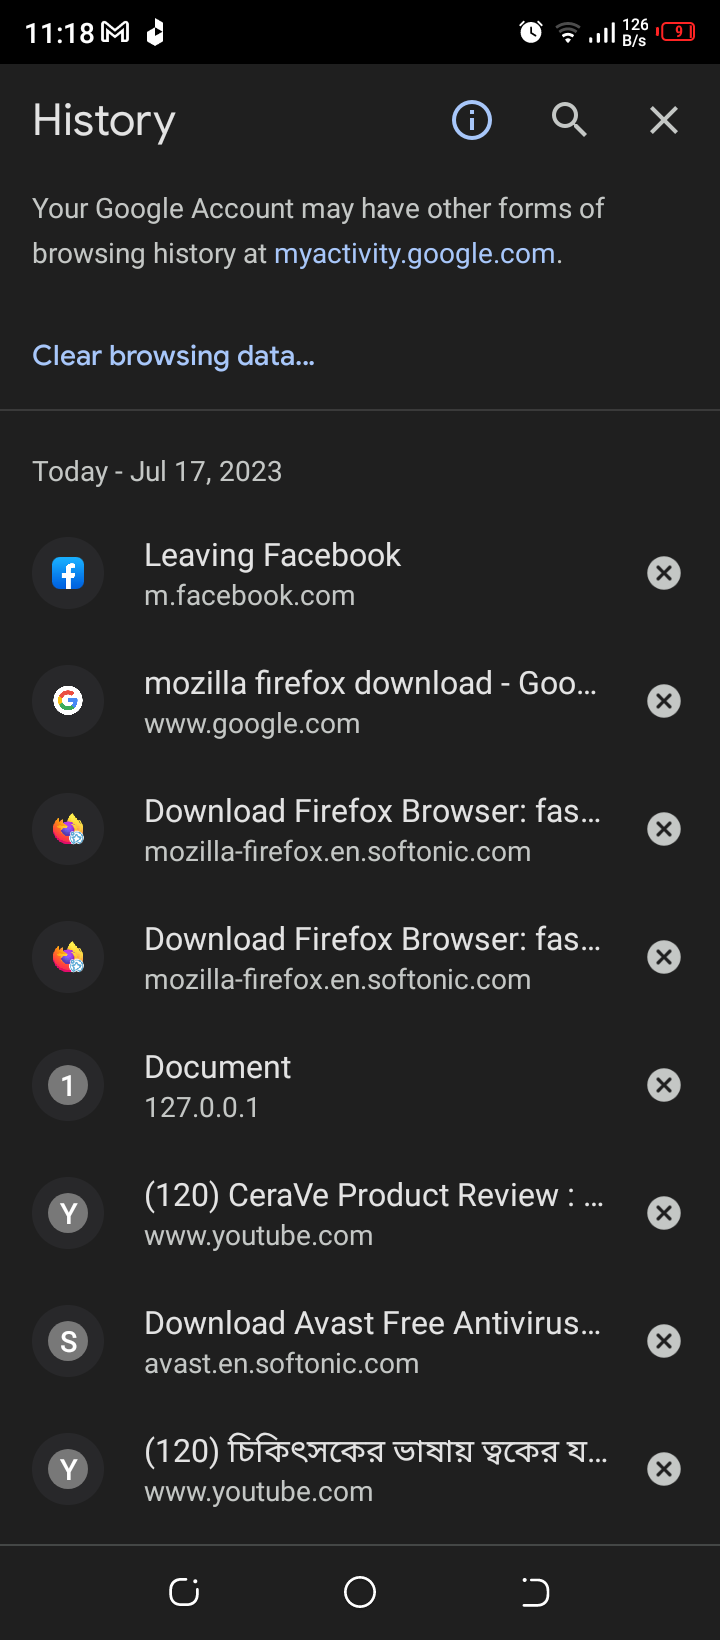 11:18
126
B/s
9
History
Your Google Account may have other forms of
browsing history at myactivity.google.com.
Clear browsing data...
Today - Jul 17, 2023
Leaving Facebook
m.facebook.com
mozilla firefox download - Goo...
www.google.com
Download Firefox Browser: fas...
mozilla-firefox.en.softonic.com
Download Firefox Browser: fas...
mozilla-firefox.en.softonic.com
1
Document
127.0.0.1
Y
(120) CeraVe Product Review : ...
www.youtube.com
S
Download Avast Free Antivirus...
avast.en.softonic.com
Y
(120) চিকিৎসকের ভাষায় ত্বকের য...
www.youtube.com